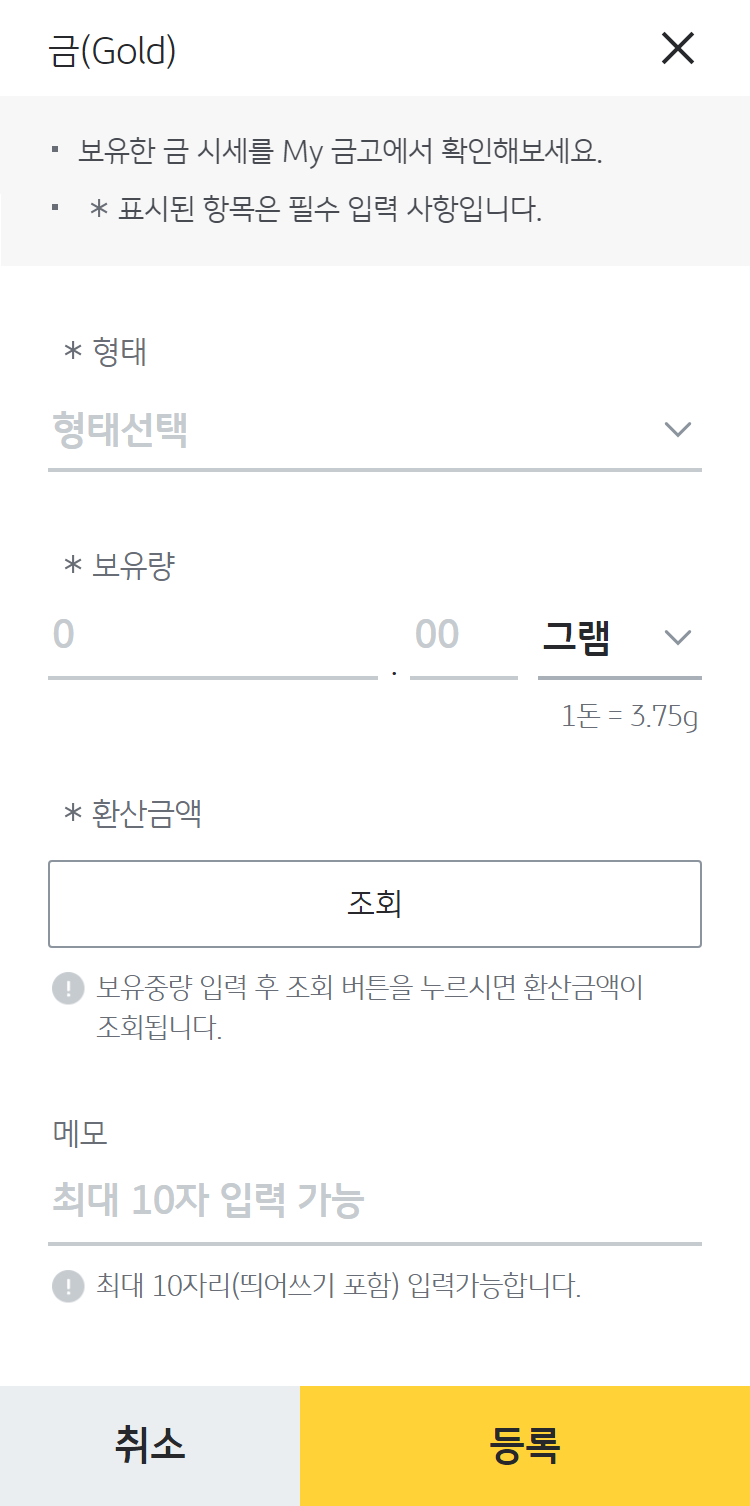 금(Gold)
보유한 금 시세를 My 금고에서 확인해보세요.
* 표시된 항목은 필수 입력 사항입니다.
* 형태
형태선택
* 보유량
0 . 00 그램
1돈 = 3.75g
* 환산금액
조회
보유중량 입력 후 조회 버튼을 누르시면 환산금액이
조회됩니다.
메모
최대 10자 입력 가능
최대 10자리(띄어쓰기 포함) 입력가능합니다.
취소 등록